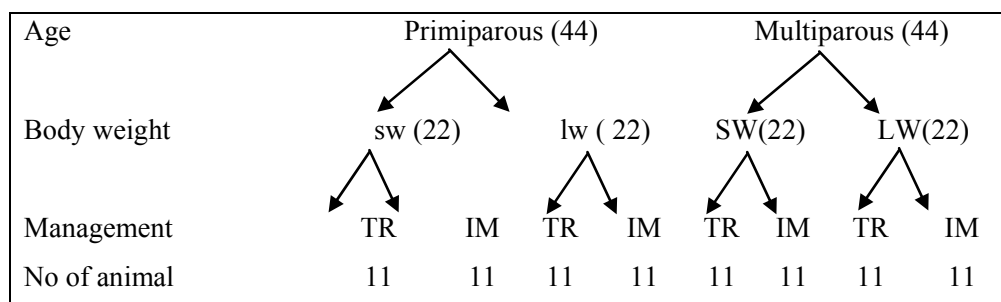 Age Primiparous (44) Multiparous (44)
Body weight sw (22) lw ( 22) SW(22) LW(22)
Management TR IM TR IM TR IM TR IM
No of animal 11 11 11 11 11 11 11 11